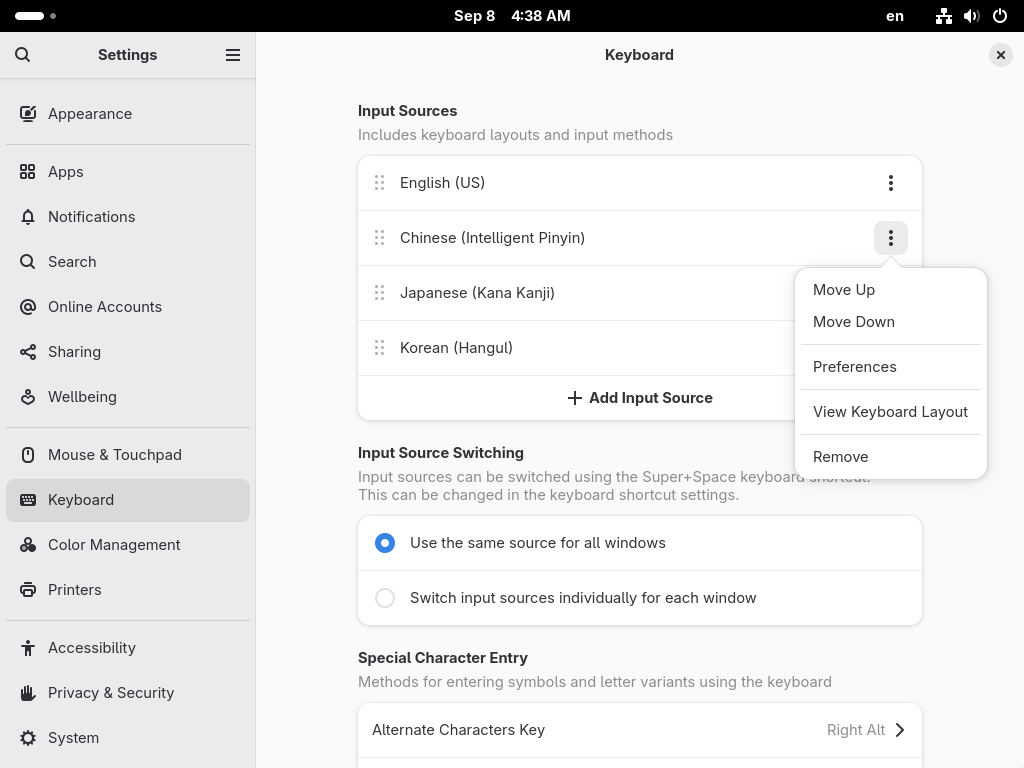 Sep 8 4:38 AM
en
Settings
Keyboard
Appearance
Apps
Notifications
Search
Online Accounts
Sharing
Wellbeing
Mouse & Touchpad
Keyboard
Color Management
Printers
Accessibility
Privacy & Security
System
Input Sources
Includes keyboard layouts and input methods
English (US)
Chinese (Intelligent Pinyin)
Japanese (Kana Kanji)
Korean (Hangul)
Add Input Source
Move Up
Move Down
Preferences
View Keyboard Layout
Remove
Input Source Switching
Input sources can be switched using the Super+Space keyboard shortcut.
This can be changed in the keyboard shortcut settings.
Use the same source for all windows
Switch input sources individually for each window
Special Character Entry
Methods for entering symbols and letter variants using the keyboard
Alternate Characters Key
Right Alt